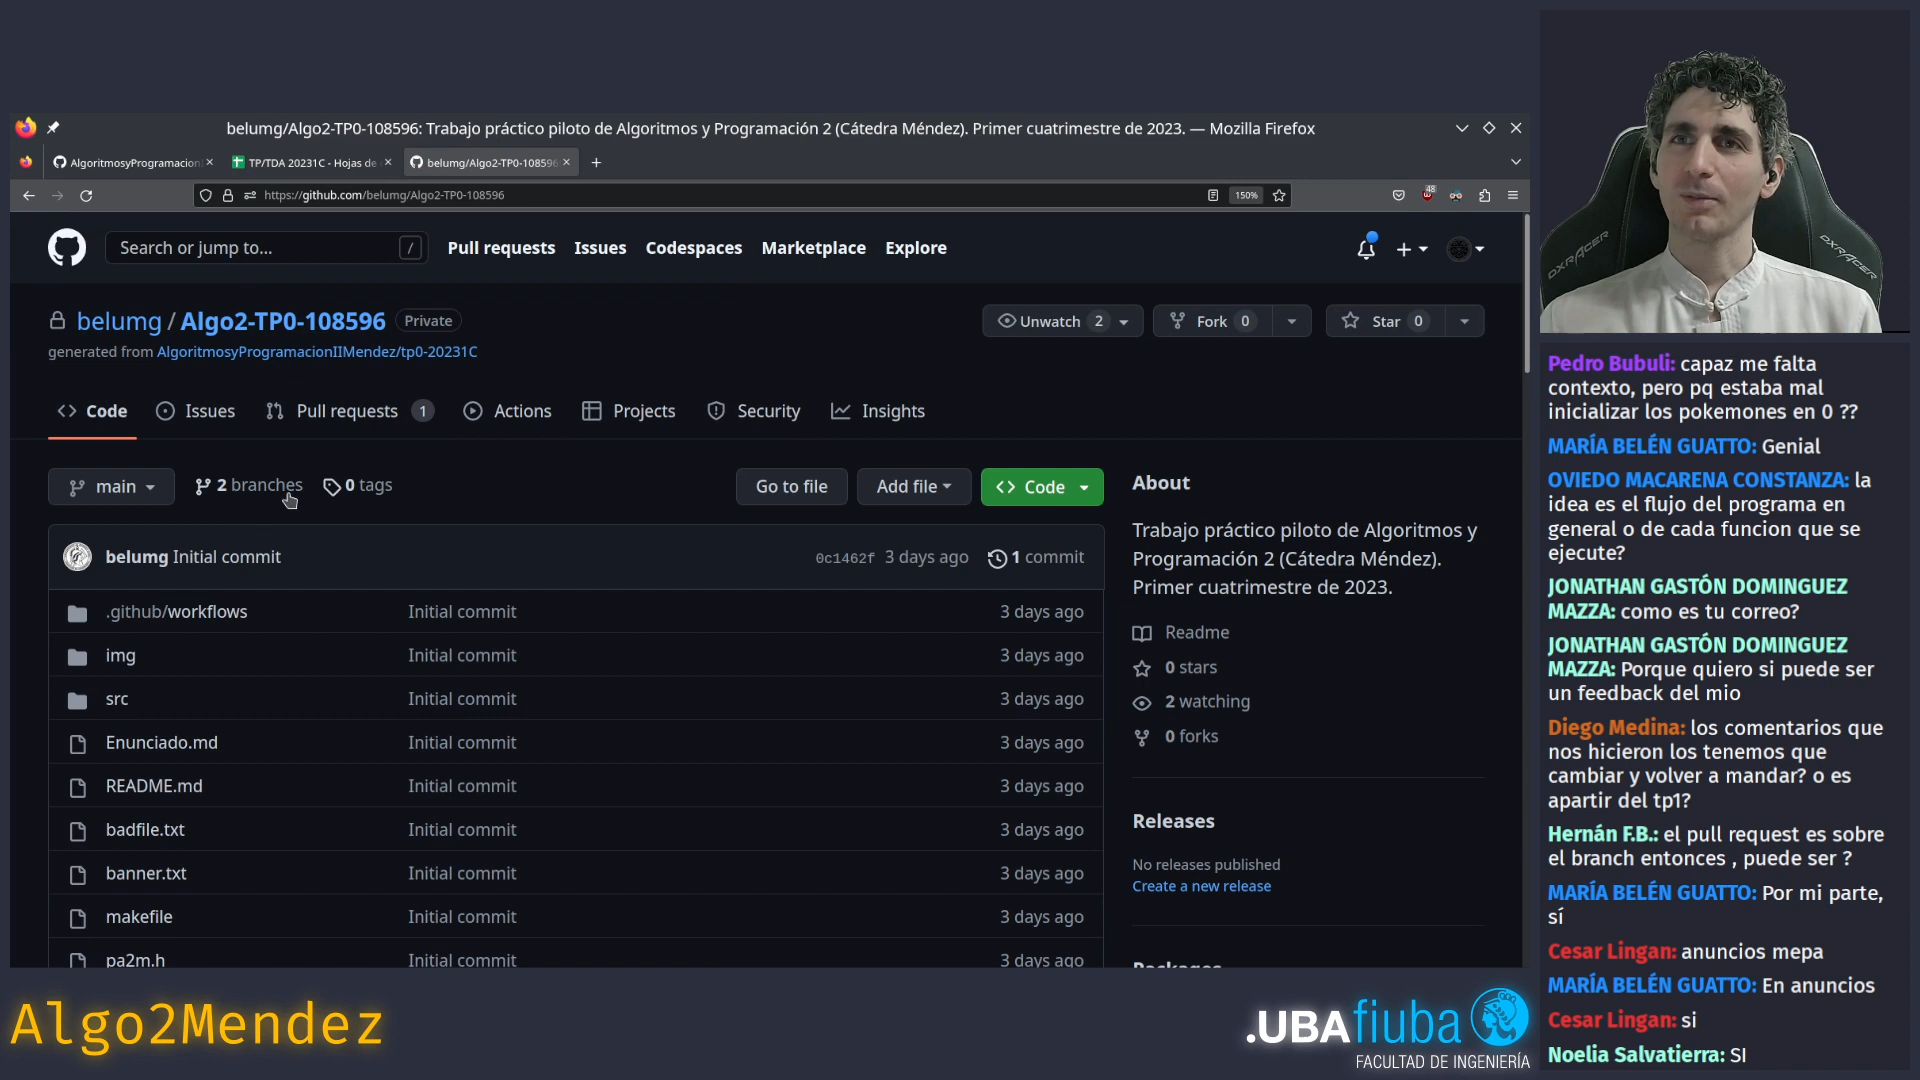 belumg/Algo2-TP0-108596: Trabajo práctico piloto de Algoritmos y Programación 2 (Cátedra Méndez). Primer cuatrimestre de 2023. — Mozilla Firefox
AlgoritmosyProgramacion
TP/TDA 20231C - Hojas de
belumg/Algo2-TP0-108596
https://github.com/belumg/Algo2-TP0-108596
150%
48
Search or jump to...
/
Pull requests
Issues
Codespaces
Marketplace
Explore
belumg / Algo2-TP0-108596
Private
Unwatch 2
Fork 0
Star 0
generated from AlgoritmosyProgramacionIIMendez/tp0-20231C
Code
Issues
Pull requests 1
Actions
Projects
Security
Insights
main
2 branches
0 tags
Go to file
Add file
Code
belumg Initial commit
0c1462f 3 days ago
1 commit
.github/workflows Initial commit 3 days ago
img Initial commit 3 days ago
src Initial commit 3 days ago
Enunciado.md Initial commit 3 days ago
README.md Initial commit 3 days ago
badfile.txt Initial commit 3 days ago
banner.txt Initial commit 3 days ago
makefile Initial commit 3 days ago
pa2m.h Initial commit 3 days ago
About
Trabajo práctico piloto de Algoritmos y
Programación 2 (Cátedra Méndez).
Primer cuatrimestre de 2023.
Readme
0 stars
2 watching
0 forks
Releases
No releases published
Create a new release
Packages
DXRACER
DXRACER
Pedro Bubuli: capaz me falta
contexto, pero pq estaba mal
inicializar los pokemones en 0 ??
MARÍA BELÉN GUATTO: Genial
OVIEDO MACARENA CONSTANZA: la
idea es el flujo del programa en
general o de cada funcion que se
ejecute?
JONATHAN GASTÓN DOMINGUEZ
MAZZA: como es tu correo?
JONATHAN GASTÓN DOMINGUEZ
MAZZA: Porque quiero si puede ser
un feedback del mio
Diego Medina: los comentarios que
nos hicieron los tenemos que
cambiar y volver a mandar? o es
apartir del tp1?
Hernán F.B.: el pull request es sobre
el branch entonces , puede ser ?
MARÍA BELÉN GUATTO: Por mi parte,
sí
Cesar Lingan: anuncios mepa
MARÍA BELÉN GUATTO: En anuncios
Cesar Lingan: si
Noelia Salvatierra: SI
Algo2Mendez
.UBAfiuba
FACULTAD DE INGENIERÍA